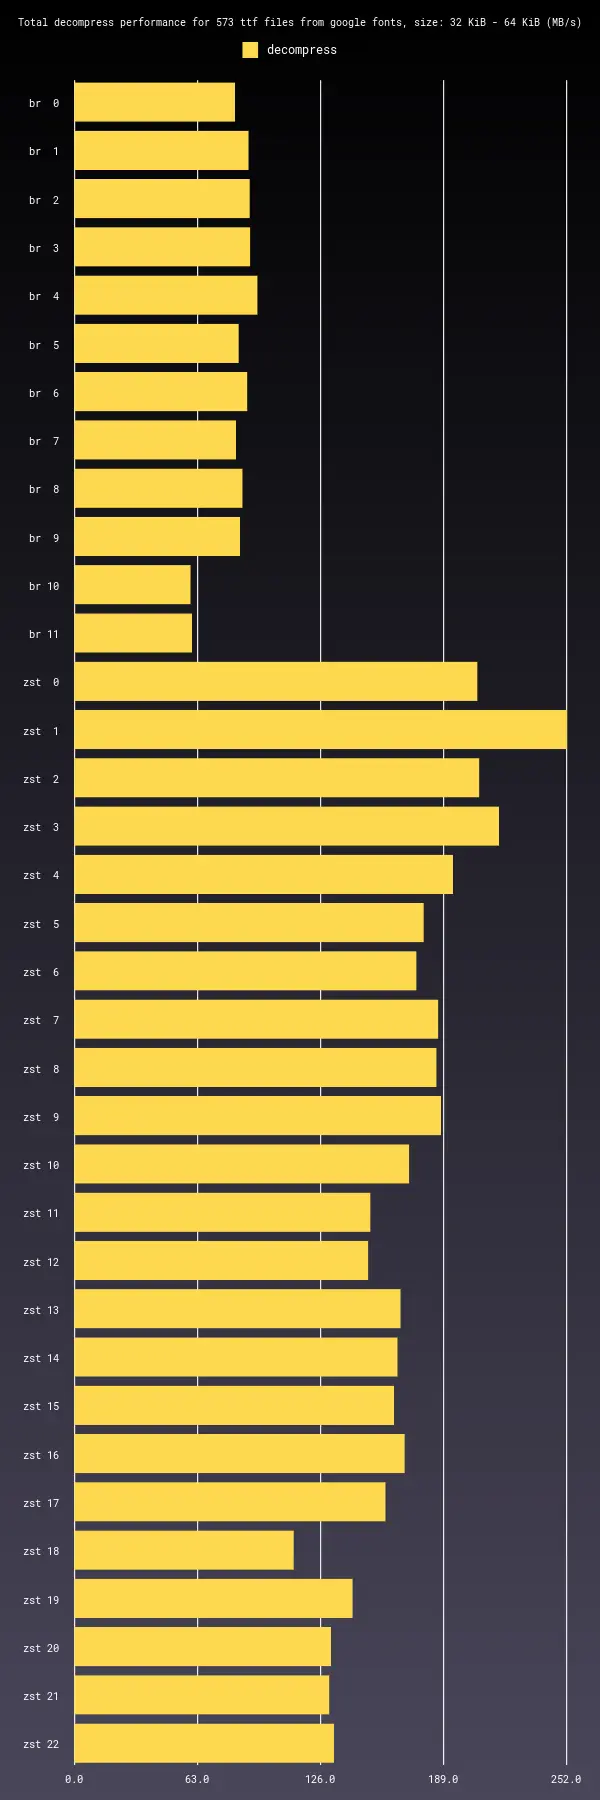 Total decompress performance for 573 ttf files from google fonts, size: 32 KiB - 64 KiB (MB/s)
decompress
br  0
br  1
br  2
br  3
br  4
br  5
br  6
br  7
br  8
br  9
br 10
br 11
zst  0
zst  1
zst  2
zst  3
zst  4
zst  5
zst  6
zst  7
zst  8
zst  9
zst 10
zst 11
zst 12
zst 13
zst 14
zst 15
zst 16
zst 17
zst 18
zst 19
zst 20
zst 21
zst 22
0.0 63.0 126.0 189.0 252.0